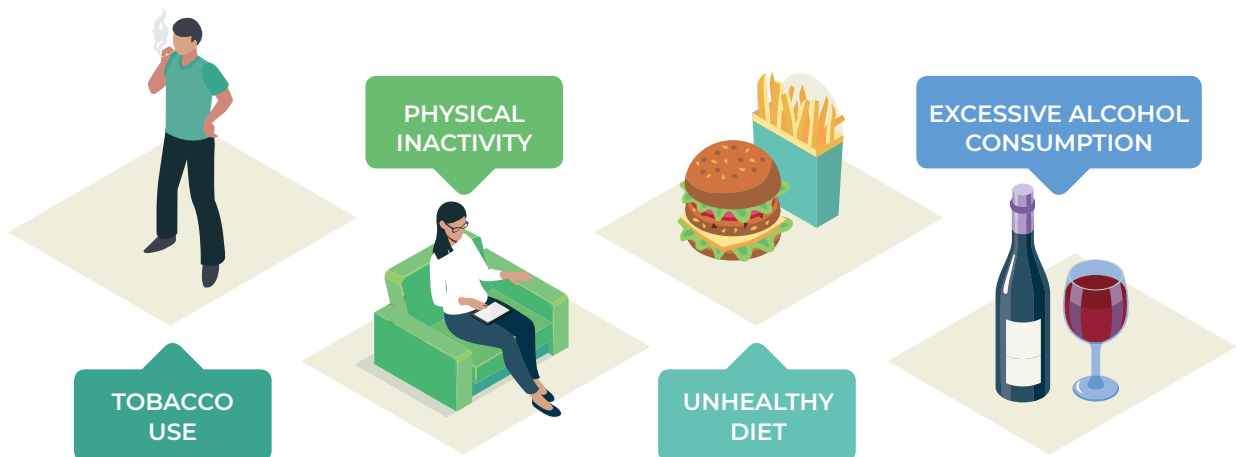 TOBACCO
USE
PHYSICAL
INACTIVITY
UNHEALTHY
DIET
EXCESSIVE ALCOHOL
CONSUMPTION